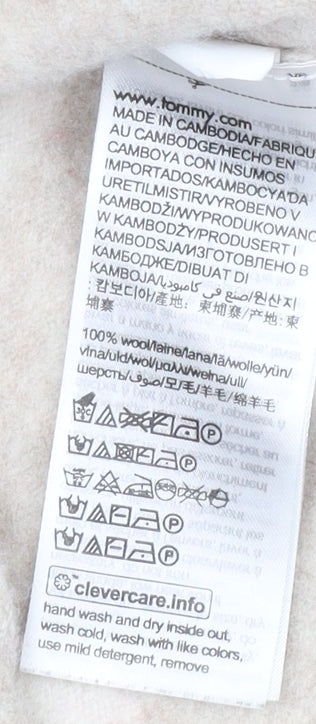 www.tommy.com
MADE IN CAMBODIA/FABRIQU
AU CAMBODGE/HECHO EN
CAMBOYA CON INSUMOS
IMPORTADOS/KAMBOCYA'DA
URETILMISTIR/VYROBENO V
KAMBODŽI/WYPRODUKOWANO
W KAMBODŻY/PRODUSERT I
KAMBODSJA/ИЗГОТОВЛЕНО В
КАМБОДЖЕ/DIBUAT DI
KAMBOJA/صنع في كامبوديا/원산지
: 캄보디아/產地: 柬埔寨/产地: 柬
埔寨
100% wool/laine/lana/lã/wolle/yün/
vlna/uld/wol/μαλλί/wełna/ull/
шерсть/صوف/모/毛/羊毛/绵羊毛
P
P
P
P
clevercare.info
hand wash and dry inside out,
wash cold, wash with like colors,
use mild detergent, remove